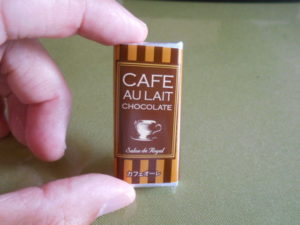 CAFE
AU LAIT
CHOCOLATE
Salon de Royal
カフェオーレ